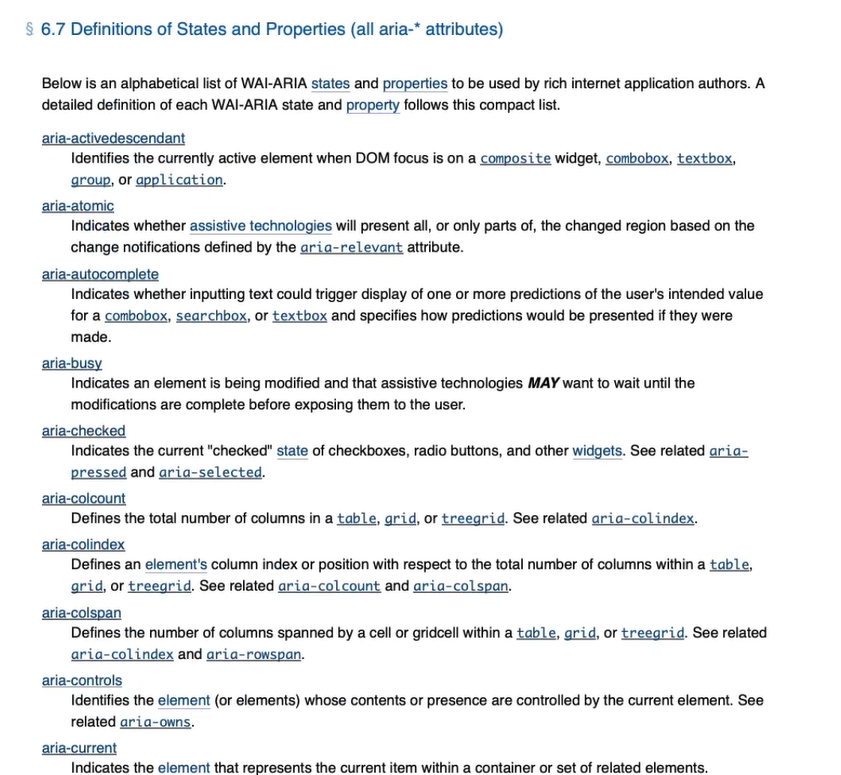 § 6.7 Definitions of States and Properties (all aria-* attributes)
Below is an alphabetical list of WAI-ARIA states and properties to be used by rich internet application authors. A
detailed definition of each WAI-ARIA state and property follows this compact list.
aria-activedescendant
Identifies the currently active element when DOM focus is on a composite widget, combobox, textbox,
group, or application.
aria-atomic
Indicates whether assistive technologies will present all, or only parts of, the changed region based on the
change notifications defined by the aria-relevant attribute.
aria-autocomplete
Indicates whether inputting text could trigger display of one or more predictions of the user's intended value
for a combobox, searchbox, or textbox and specifies how predictions would be presented if they were
made.
aria-busy
Indicates an element is being modified and that assistive technologies MAY want to wait until the
modifications are complete before exposing them to the user.
aria-checked
Indicates the current "checked" state of checkboxes, radio buttons, and other widgets. See related aria-
pressed and aria-selected.
aria-colcount
Defines the total number of columns in a table, grid, or treegrid. See related aria-colindex.
aria-colindex
Defines an element's column index or position with respect to the total number of columns within a table,
grid, or treegrid. See related aria-colcount and aria-colspan.
aria-colspan
Defines the number of columns spanned by a cell or gridcell within a table, grid, or treegrid. See related
aria-colindex and aria-rowspan.
aria-controls
Identifies the element (or elements) whose contents or presence are controlled by the current element. See
related aria-owns.
aria-current
Indicates the element that represents the current item within a container or set of related elements.